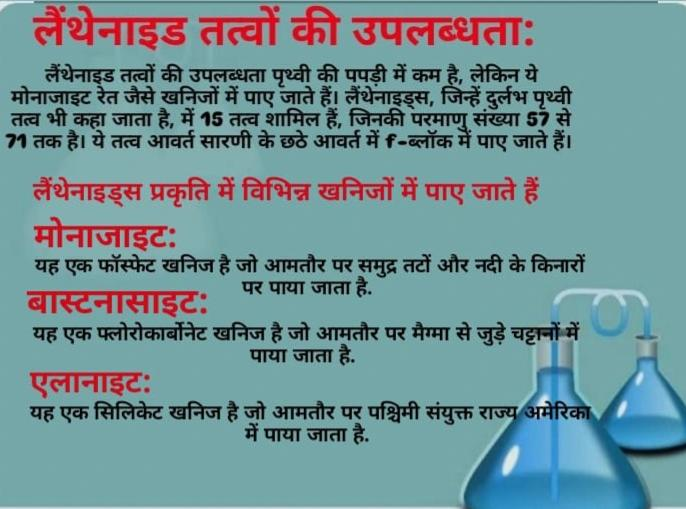 लैंथेनाइड तत्वों की उपलब्धता:
लैंथेनाइड तत्वों की उपलब्धता पृथ्वी की पपड़ी में कम है, लेकिन ये
मोनाजाइट रेत जैसे खनिजों में पाए जाते हैं। लैंथेनाइड्स, जिन्हें दुर्लभ पृथ्वी
तत्व भी कहा जाता है, में 15 तत्व शामिल हैं, जिनकी परमाणु संख्या 57 से
71 तक है। ये तत्व आवर्त सारणी के छठे आवर्त में f-ब्लॉक में पाए जाते हैं।
लैंथेनाइड्स प्रकृति में विभिन्न खनिजों में पाए जाते हैं
मोनाजाइट:
यह एक फॉस्फेट खनिज है जो आमतौर पर समुद्र तटों और नदी के किनारों
पर पाया जाता है.
बास्टनासाइट:
यह एक फ्लोरोकार्बोनेट खनिज है जो आमतौर पर मैग्मा से जुड़े चट्टानों में
पाया जाता है.
एलानाइट:
यह एक सिलिकेट खनिज है जो आमतौर पर पश्चिमी संयुक्त राज्य अमेरिका
में पाया जाता है.